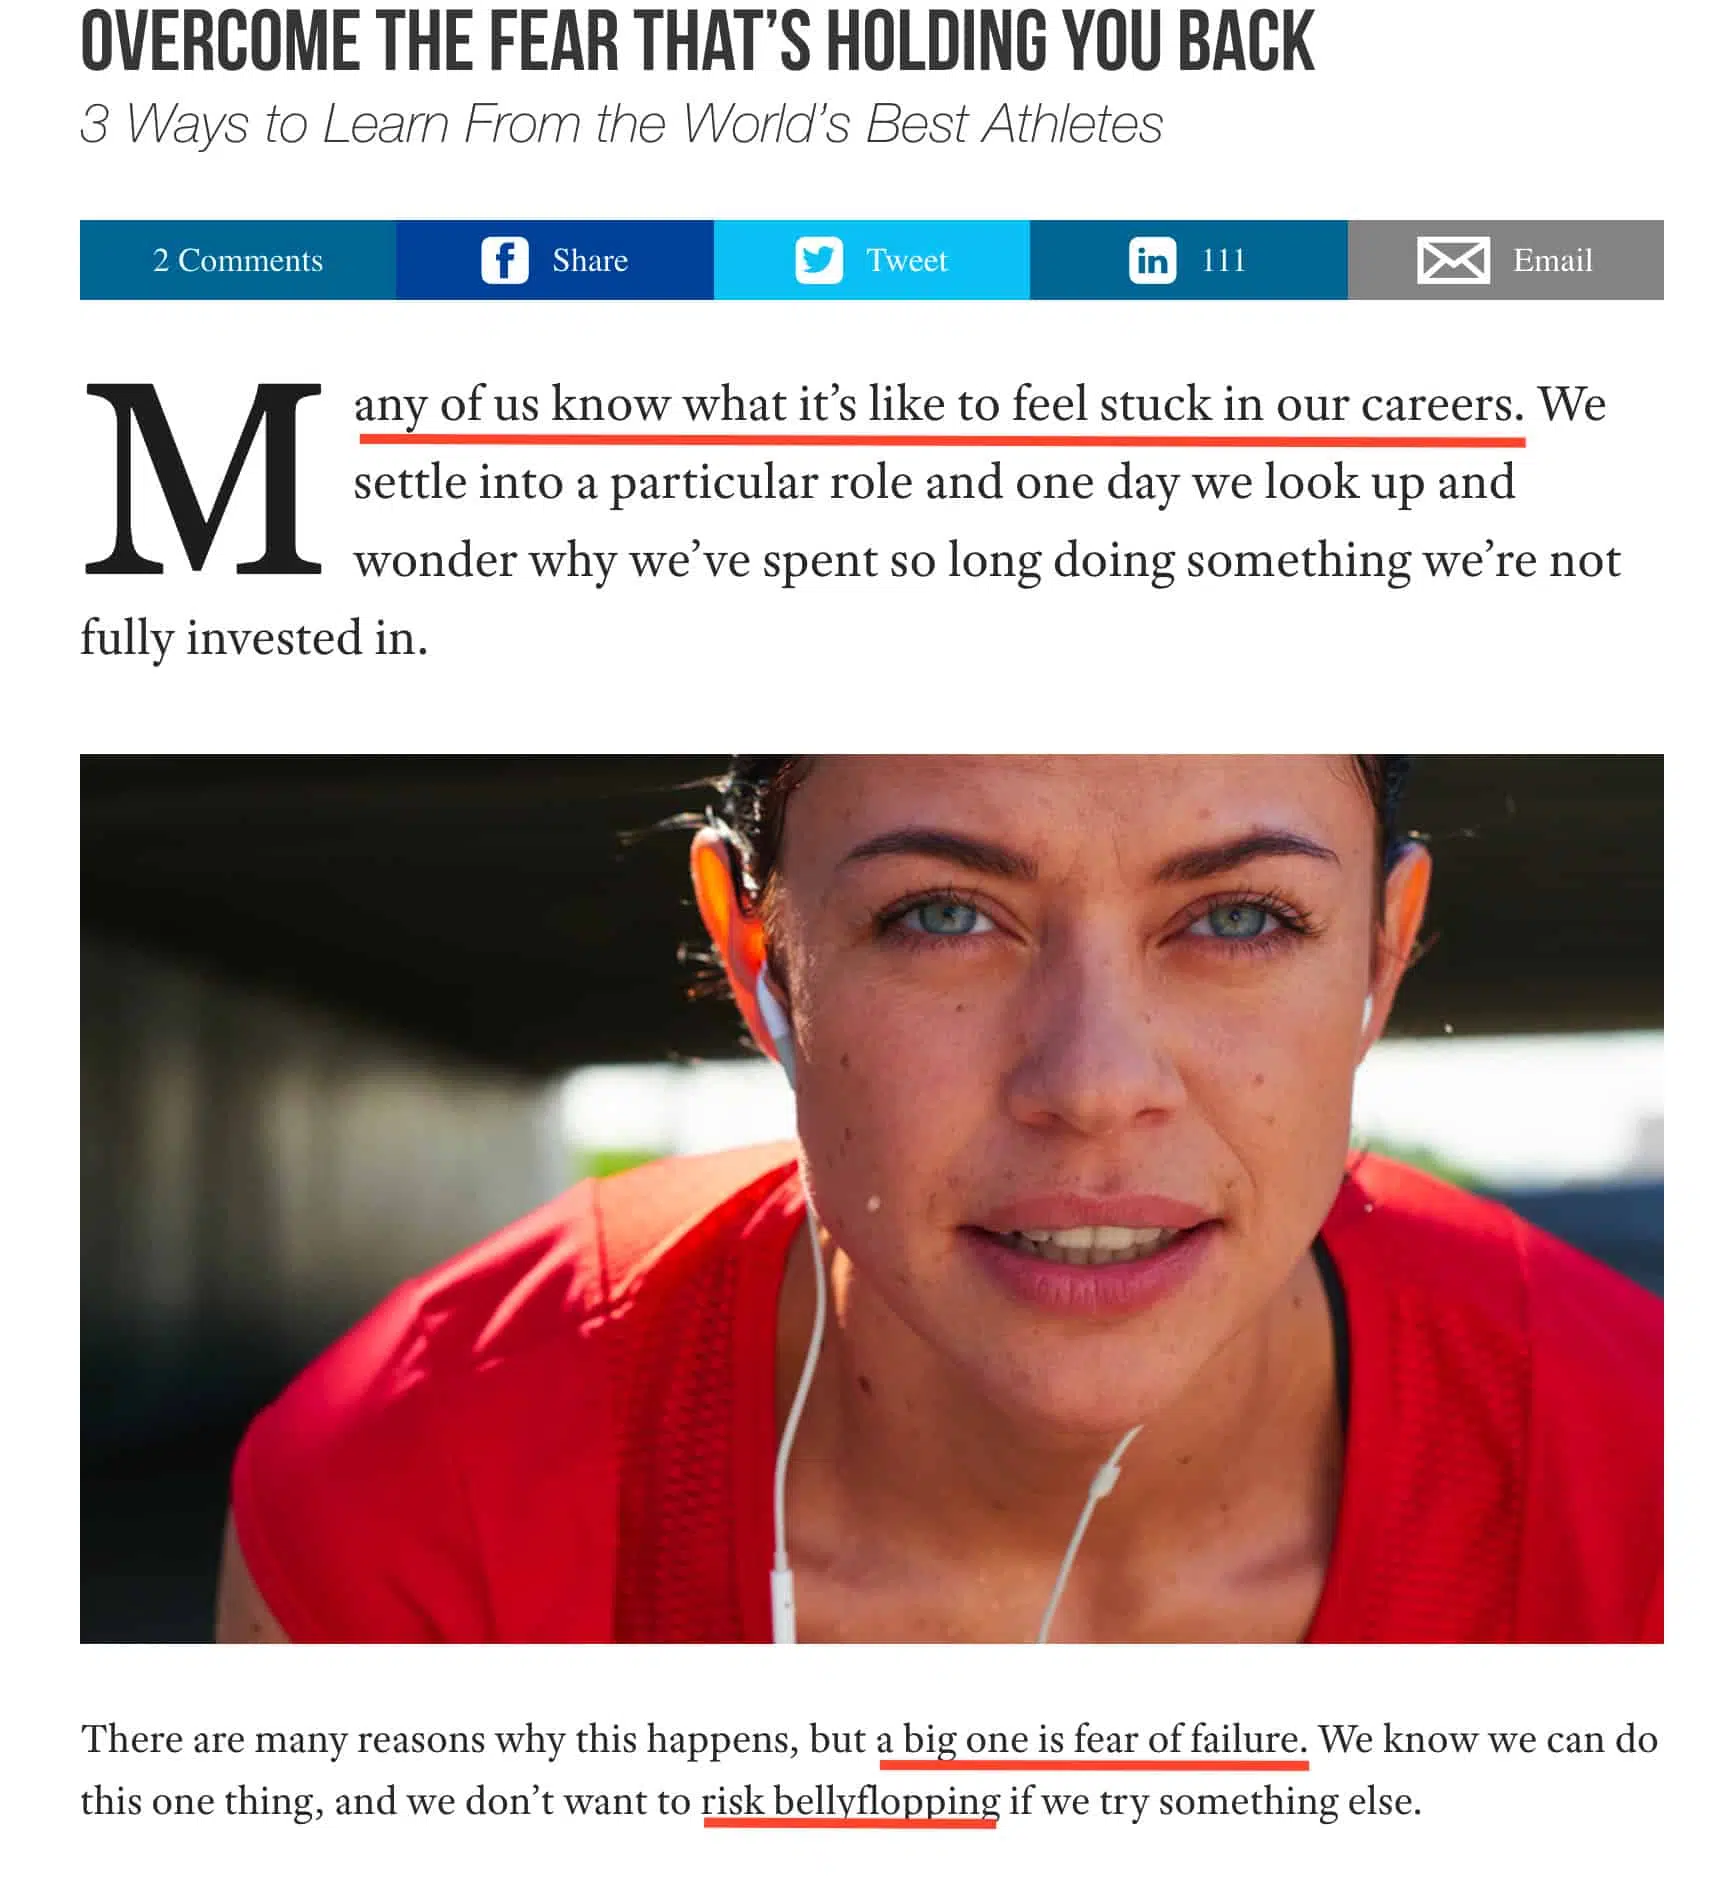 OVERCOME THE FEAR THAT’S HOLDING YOU BACK
3 Ways to Learn From the World’s Best Athletes
2 Comments
f Share
Tweet
in 111
Email
Many of us know what it’s like to feel stuck in our careers. We
settle into a particular role and one day we look up and
wonder why we’ve spent so long doing something we’re not
fully invested in.
There are many reasons why this happens, but a big one is fear of failure. We know we can do
this one thing, and we don’t want to risk bellyflopping if we try something else.